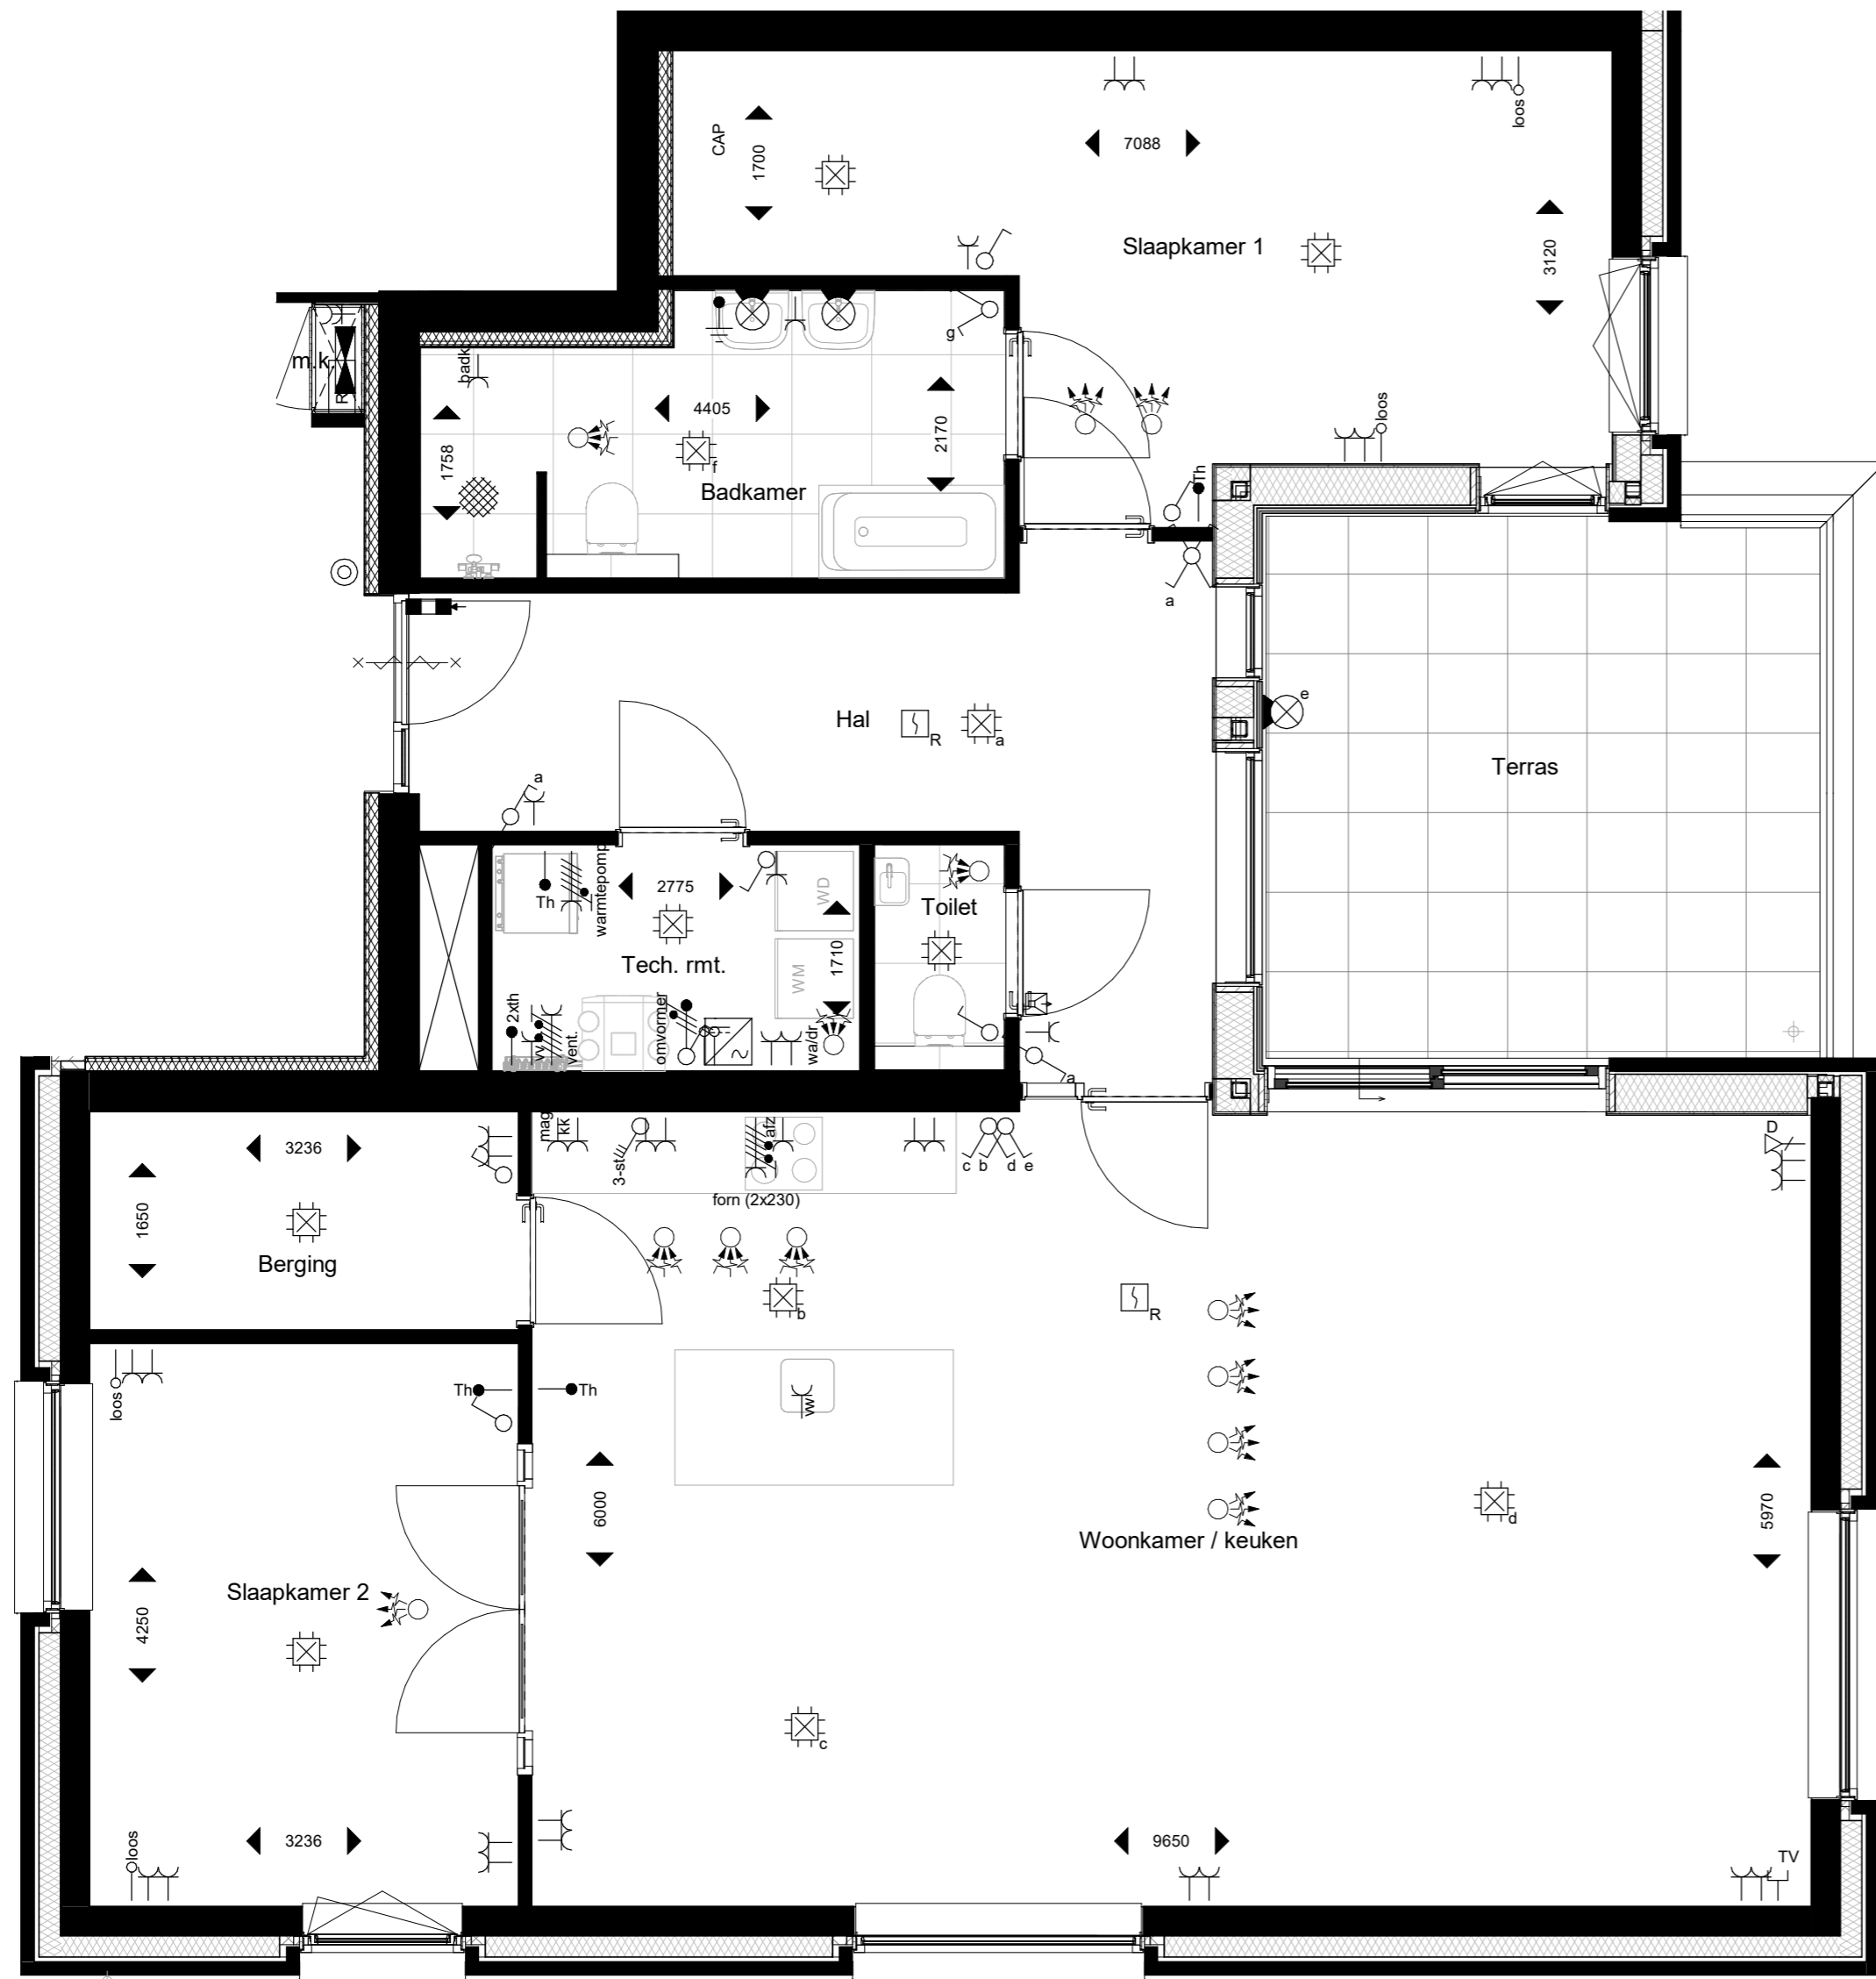 CAP
1700
7088
loos
Slaapkamer 1
3120
m.k.
R
badk.
g
4405
1758
2170
f
Badkamer
loos
Th
a
e
Hal
R
a
Terras
a
warmtepomp
Th
2775
WD
Toilet
Tech. rmt.
1710
WM
2xth
vv
vent.
omvormer
wa/dr
a
mag
kk
3-st
afz
c
b
d
e
D
3236
1650
forn (2x230)
Berging
b
R
loos
Th
Th
vw
6000
5970
d
Woonkamer / keuken
Slaapkamer 2
4250
c
loos
3236
9650
TV